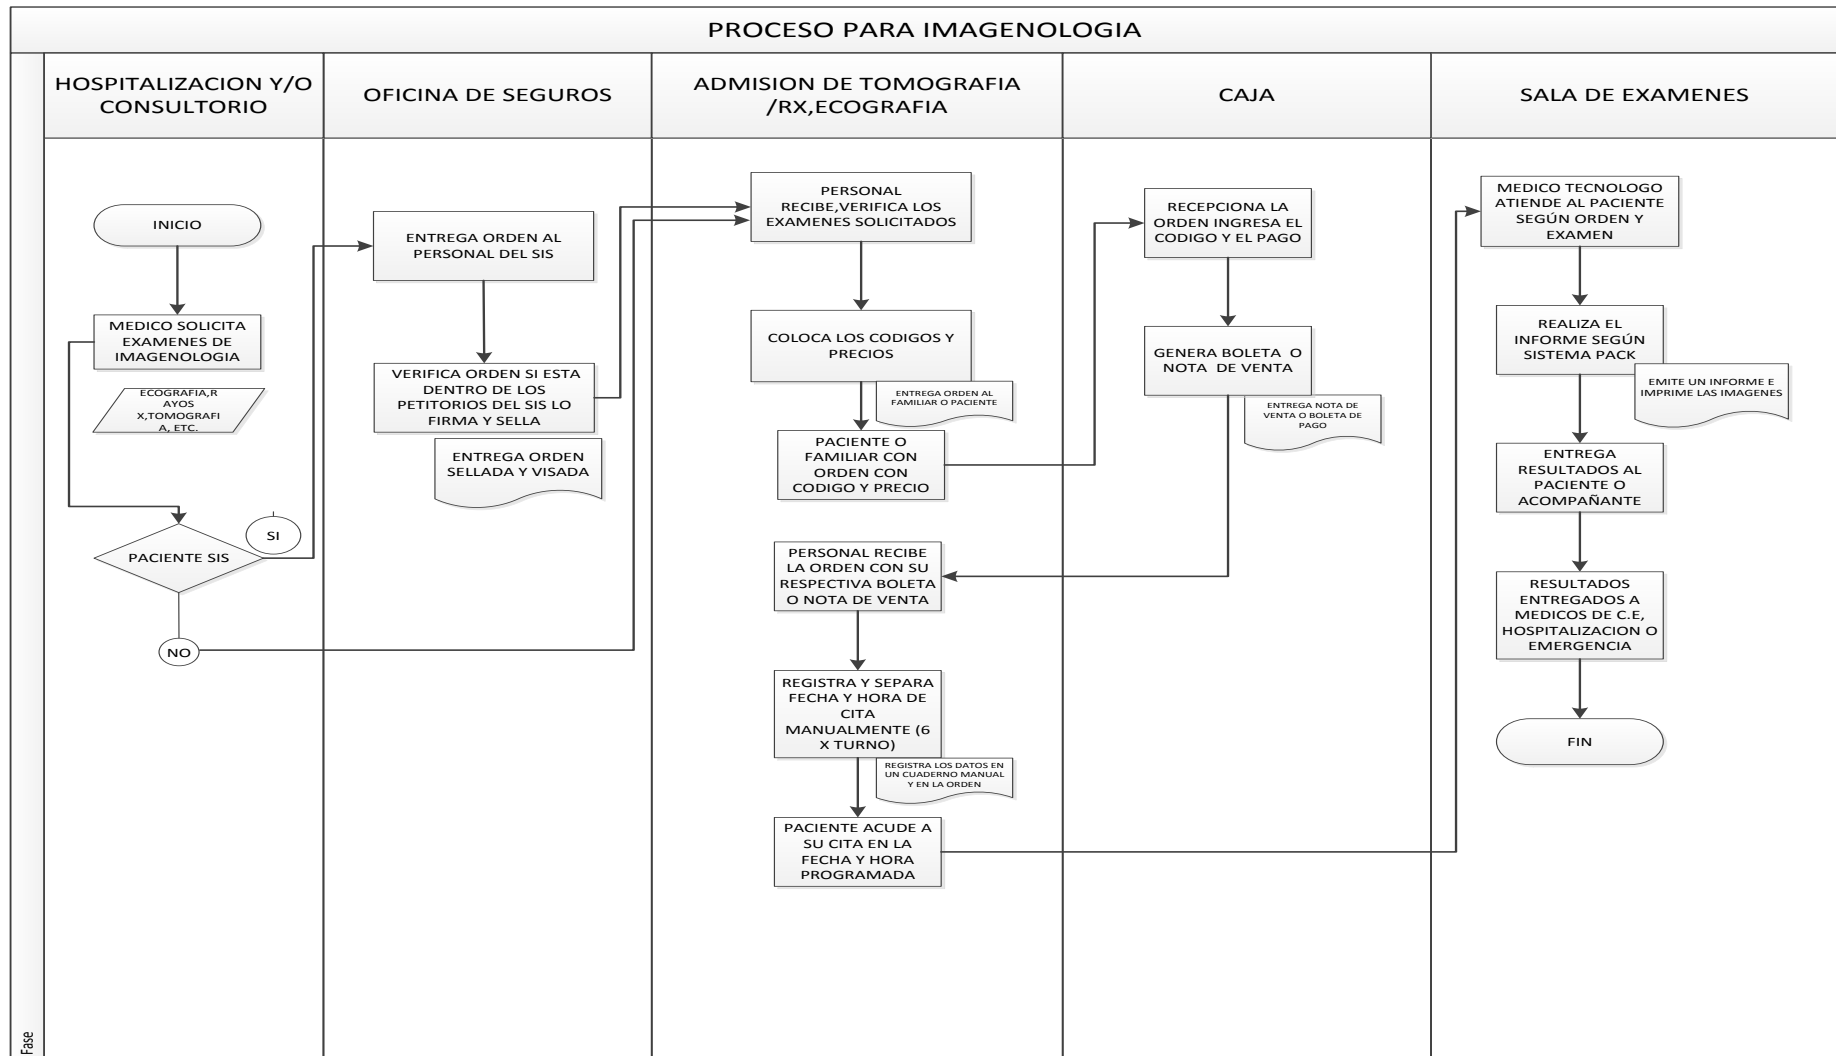 PROCESO PARA IMAGENOLOGIA
HOSPITALIZACION Y/O
CONSULTORIO
OFICINA DE SEGUROS
ADMISION DE TOMOGRAFIA
/RX,ECOGRAFIA
CAJA
SALA DE EXAMENES
Fase
INICIO
MEDICO SOLICITA
EXAMENES DE
IMAGENOLOGIA
ECOGRAFIA,R
AYOS
X,TOMOGRAFI
A, ETC.
PACIENTE SIS
SI
NO
ENTREGA ORDEN AL
PERSONAL DEL SIS
VERIFICA ORDEN SI ESTA
DENTRO DE LOS
PETITORIOS DEL SIS LO
FIRMA Y SELLA
ENTREGA ORDEN
SELLADA Y VISADA
PERSONAL
RECIBE,VERIFICA LOS
EXAMENES SOLICITADOS
COLOCA LOS CODIGOS Y
PRECIOS
ENTREGA ORDEN AL
FAMILIAR O PACIENTE
PACIENTE O
FAMILIAR CON
ORDEN CON
CODIGO Y PRECIO
PERSONAL RECIBE
LA ORDEN CON SU
RESPECTIVA BOLETA
O NOTA DE VENTA
REGISTRA Y SEPARA
FECHA Y HORA DE
CITA
MANUALMENTE (6
X TURNO)
REGISTRA LOS DATOS EN
UN CUADERNO MANUAL
Y EN LA ORDEN
PACIENTE ACUDE A
SU CITA EN LA
FECHA Y HORA
PROGRAMADA
RECEPCIONA LA
ORDEN INGRESA EL
CODIGO Y EL PAGO
GENERA BOLETA O
NOTA DE VENTA
ENTREGA NOTA DE
VENTA O BOLETA DE
PAGO
MEDICO TECNOLOGO
ATIENDE AL PACIENTE
SEGÚN ORDEN Y
EXAMEN
REALIZA EL
INFORME SEGÚN
SISTEMA PACK
EMITE UN INFORME E
IMPRIME LAS IMAGENES
ENTREGA
RESULTADOS AL
PACIENTE O
ACOMPAÑANTE
RESULTADOS
ENTREGADOS A
MEDICOS DE C.E,
HOSPITALIZACION O
EMERGENCIA
FIN